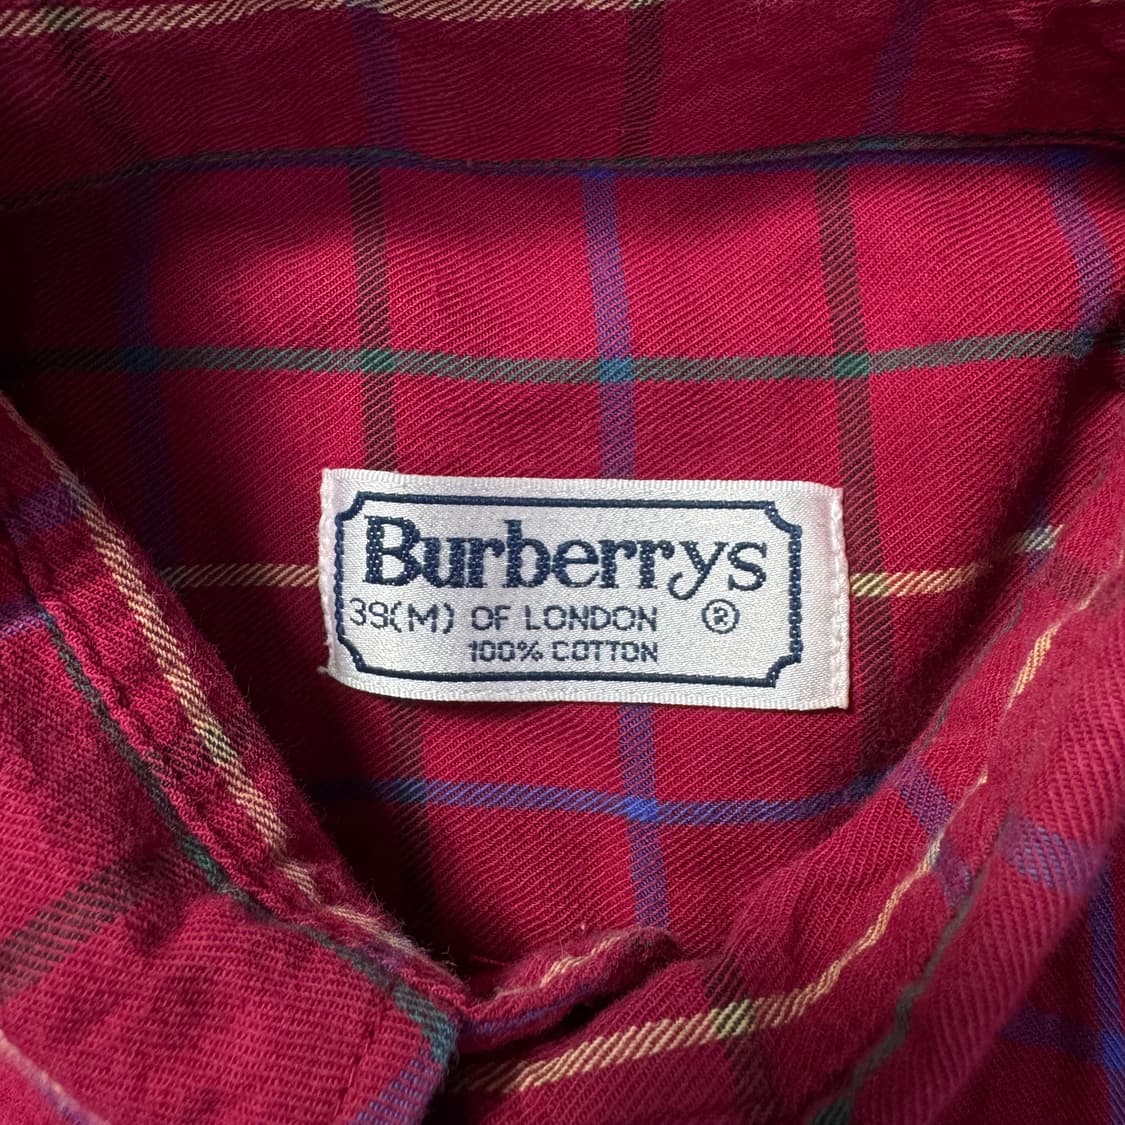 Burberrys
39(M) OF LONDON ®
100% COTTON